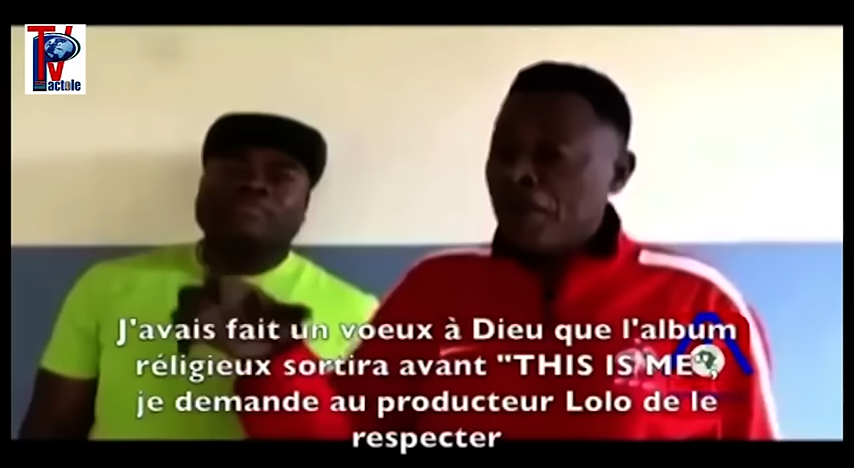 TV
Pactole
J'avais fait un voeux à Dieu que l'album
réligieux sortira avant "THIS IS ME",
je demande au producteur Lolo de le
respecter